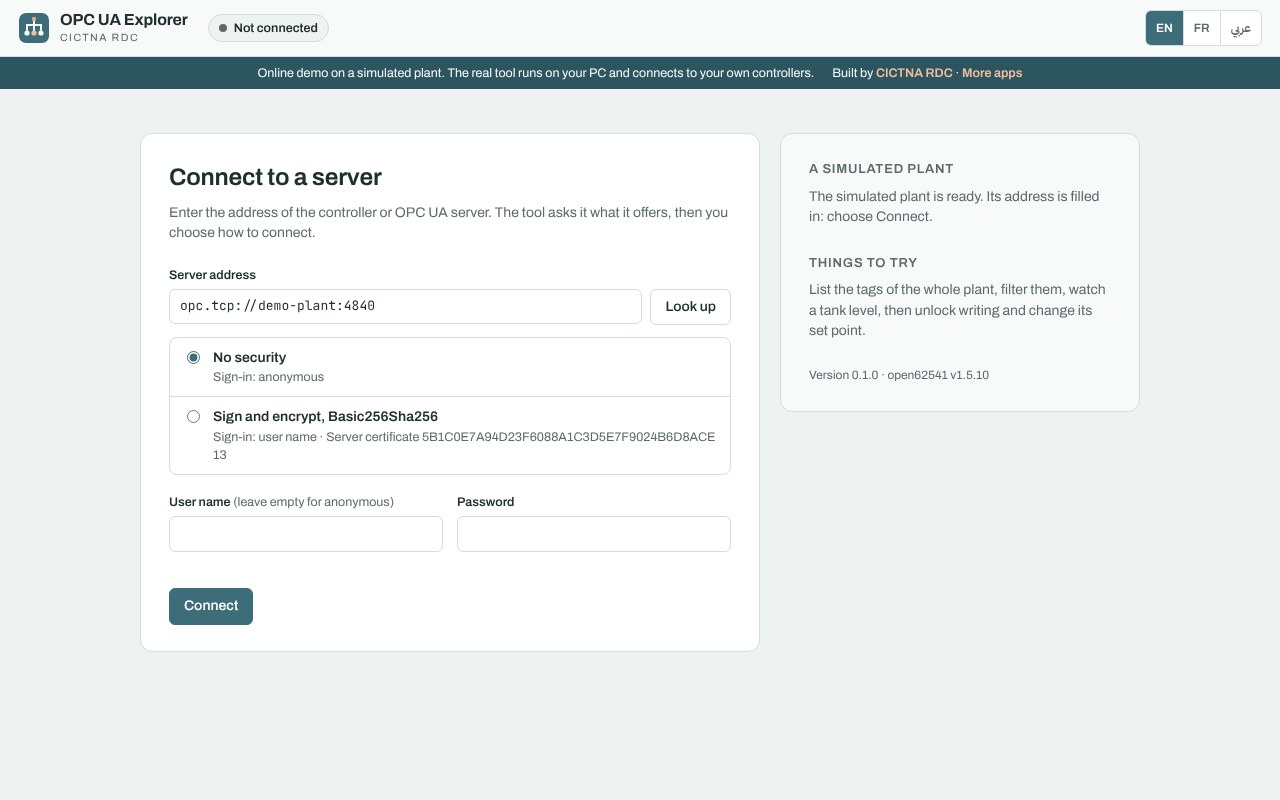 OPC UA Explorer
CICTNA RDC
Not connected
EN
FR
عربي
Online demo on a simulated plant. The real tool runs on your PC and connects to your own controllers. Built by CICTNA RDC · More apps
Connect to a server
Enter the address of the controller or OPC UA server. The tool asks it what it offers, then you
choose how to connect.
Server address
opc.tcp://demo-plant:4840
Look up
No security
Sign-in: anonymous
Sign and encrypt, Basic256Sha256
Sign-in: user name · Server certificate 5B1C0E7A94D23F6088A1C3D5E7F9024B6D8ACE
13
User name (leave empty for anonymous)
Password
Connect
A SIMULATED PLANT
The simulated plant is ready. Its address is filled
in: choose Connect.
THINGS TO TRY
List the tags of the whole plant, filter them, watch
a tank level, then unlock writing and change its
set point.
Version 0.1.0 · open62541 v1.5.10